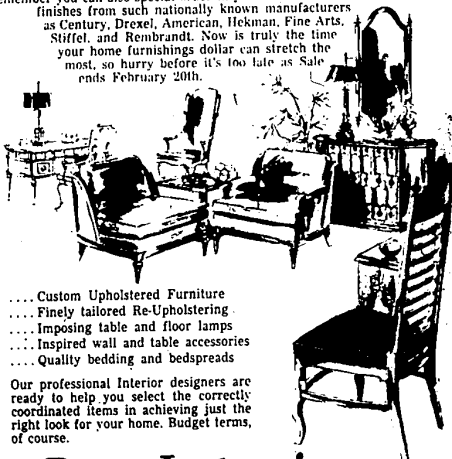 finishes from such nationally known manufacturers
as Century, Drexel, American, Hekman, Fine Arts,
Stiffel, and Rembrandt. Now is truly the time
your home furnishings dollar can stretch the
most, so hurry before it's too late as Sale
ends February 20th.
.... Custom Upholstered Furniture
.... Finely tailored Re-Upholstering
.... Imposing table and floor lamps
.... Inspired wall and table accessories
.... Quality bedding and bedspreads
Our professional Interior designers are
ready to help you select the correctly
coordinated items in achieving just the
right look for your home. Budget terms,
of course.